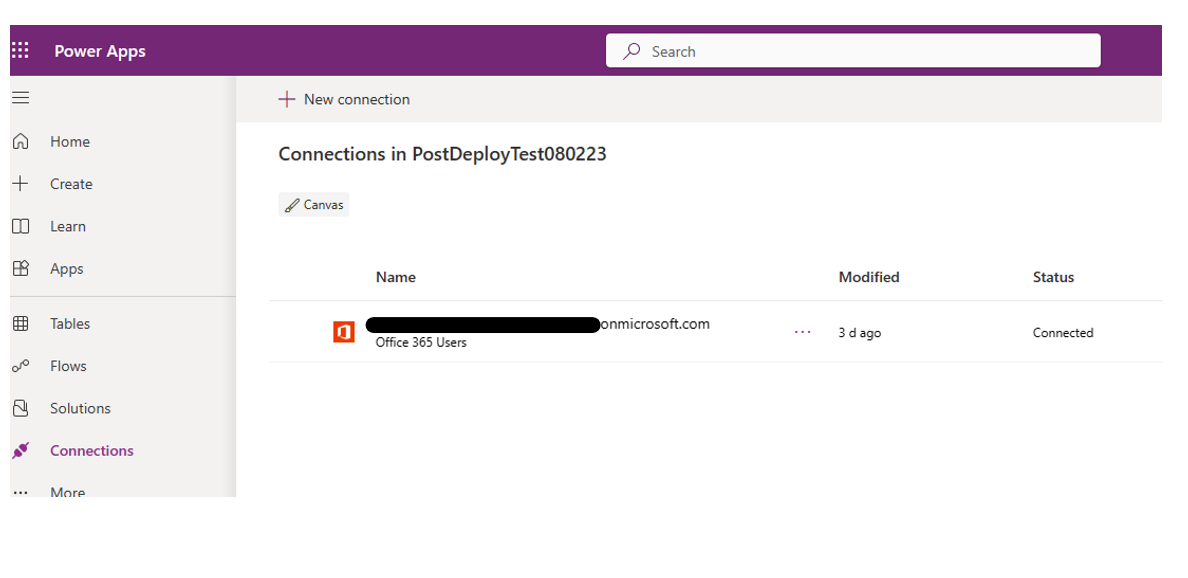 Power Apps
Search
New connection
Home
Create
Learn
Apps
Tables
Flows
Solutions
Connections
More
Connections in PostDeployTest080223
Canvas
Name Modified Status
onmicrosoft.com
Office 365 Users
3 d ago
Connected